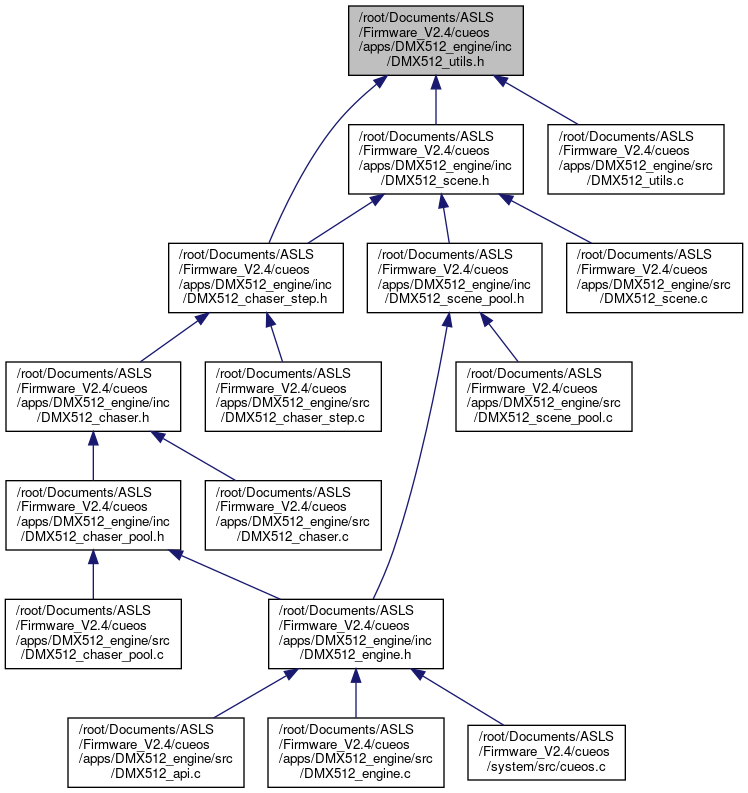 /root/Documents/ASLS
/Firmware_V2.4/cueos
/apps/DMX512_engine/inc
/DMX512_utils.h
/root/Documents/ASLS
/Firmware_V2.4/cueos
/apps/DMX512_engine/inc
/DMX512_scene.h
/root/Documents/ASLS
/Firmware_V2.4/cueos
/apps/DMX512_engine/src
/DMX512_utils.c
/root/Documents/ASLS
/Firmware_V2.4/cueos
/apps/DMX512_engine/inc
/DMX512_chaser_step.h
/root/Documents/ASLS
/Firmware_V2.4/cueos
/apps/DMX512_engine/inc
/DMX512_scene_pool.h
/root/Documents/ASLS
/Firmware_V2.4/cueos
/apps/DMX512_engine/src
/DMX512_scene.c
/root/Documents/ASLS
/Firmware_V2.4/cueos
/apps/DMX512_engine/inc
/DMX512_chaser.h
/root/Documents/ASLS
/Firmware_V2.4/cueos
/apps/DMX512_engine/src
/DMX512_chaser_step.c
/root/Documents/ASLS
/Firmware_V2.4/cueos
/apps/DMX512_engine/src
/DMX512_scene_pool.c
/root/Documents/ASLS
/Firmware_V2.4/cueos
/apps/DMX512_engine/inc
/DMX512_chaser_pool.h
/root/Documents/ASLS
/Firmware_V2.4/cueos
/apps/DMX512_engine/src
/DMX512_chaser.c
/root/Documents/ASLS
/Firmware_V2.4/cueos
/apps/DMX512_engine/src
/DMX512_chaser_pool.c
/root/Documents/ASLS
/Firmware_V2.4/cueos
/apps/DMX512_engine/inc
/DMX512_engine.h
/root/Documents/ASLS
/Firmware_V2.4/cueos
/apps/DMX512_engine/src
/DMX512_api.c
/root/Documents/ASLS
/Firmware_V2.4/cueos
/apps/DMX512_engine/src
/DMX512_engine.c
/root/Documents/ASLS
/Firmware_V2.4/cueos
/system/src/cueos.c